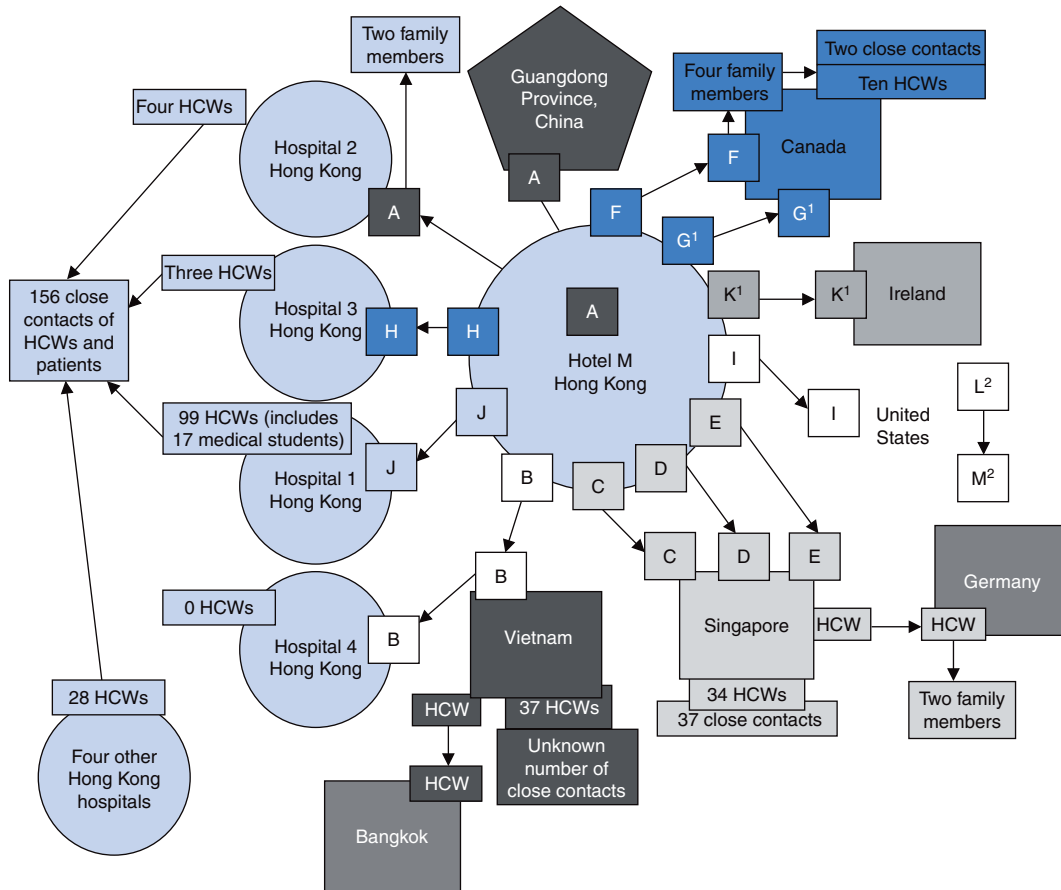 Two family
members
Guangdong
Province,
China
A
Four family
members
Two close contacts
Ten HCWs
Canada
F
F
G¹
G¹
Four HCWs
Hospital 2
Hong Kong
A
Three HCWs
Hospital 3
Hong Kong
H
H
156 close
contacts of
HCWs and
patients
A
Hotel M
Hong Kong
K¹
K¹
Ireland
I
I
United
States
L²
M²
99 HCWs (includes
17 medical students)
Hospital 1
Hong Kong
J
J
B
C
D
E
B
C
D
E
0 HCWs
Hospital 4
Hong Kong
B
Vietnam
Singapore
HCW
HCW
Germany
28 HCWs
Four other
Hong Kong
hospitals
HCW
37 HCWs
Unknown
number of
close contacts
34 HCWs
37 close contacts
Two family
members
HCW
Bangkok